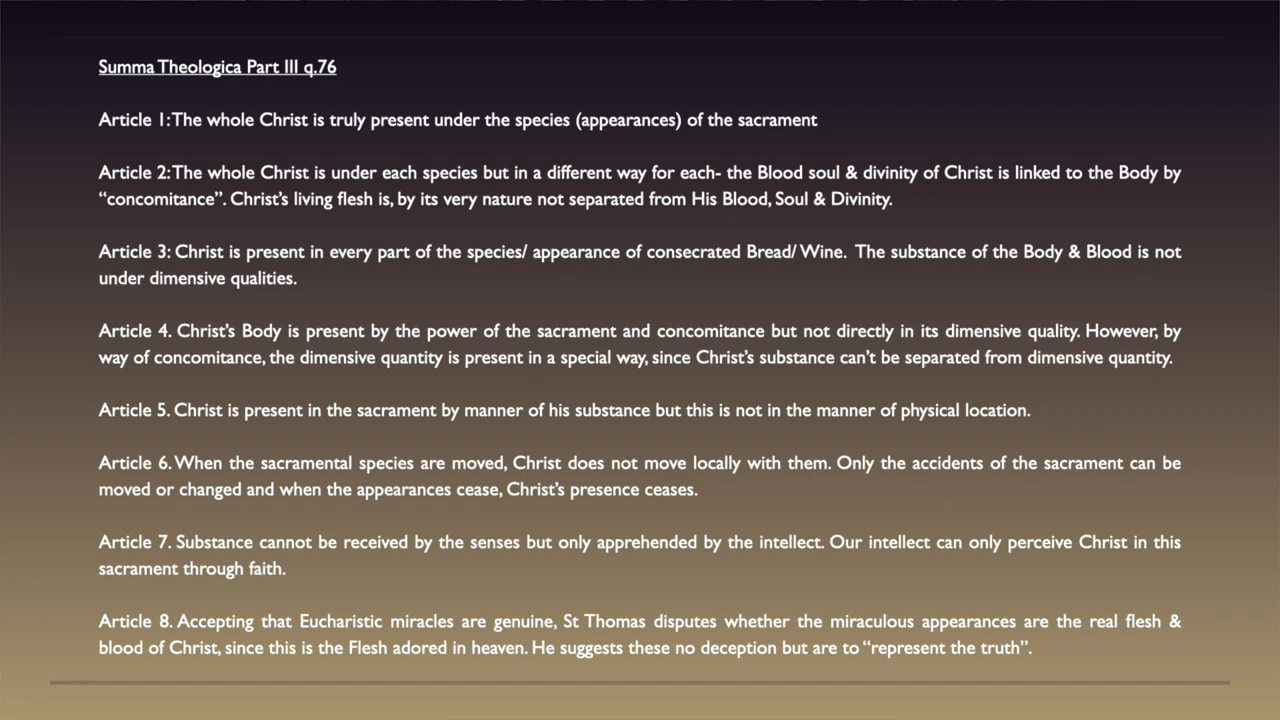 Summa Theologica Part III q.76
Article 1: The whole Christ is truly present under the species (appearances) of the sacrament
Article 2: The whole Christ is under each species but in a different way for each- the Blood soul & divinity of Christ is linked to the Body by
“concomitance”. Christ’s living flesh is, by its very nature not separated from His Blood, Soul & Divinity.
Article 3: Christ is present in every part of the species/ appearance of consecrated Bread/ Wine. The substance of the Body & Blood is not
under dimensive qualities.
Article 4. Christ’s Body is present by the power of the sacrament and concomitance but not directly in its dimensive quality. However, by
way of concomitance, the dimensive quantity is present in a special way, since Christ’s substance can’t be separated from dimensive quantity.
Article 5. Christ is present in the sacrament by manner of his substance but this is not in the manner of physical location.
Article 6. When the sacramental species are moved, Christ does not move locally with them. Only the accidents of the sacrament can be
moved or changed and when the appearances cease, Christ’s presence ceases.
Article 7. Substance cannot be received by the senses but only apprehended by the intellect. Our intellect can only perceive Christ in this
sacrament through faith.
Article 8. Accepting that Eucharistic miracles are genuine, St Thomas disputes whether the miraculous appearances are the real flesh &
blood of Christ, since this is the Flesh adored in heaven. He suggests these no deception but are to “represent the truth”.